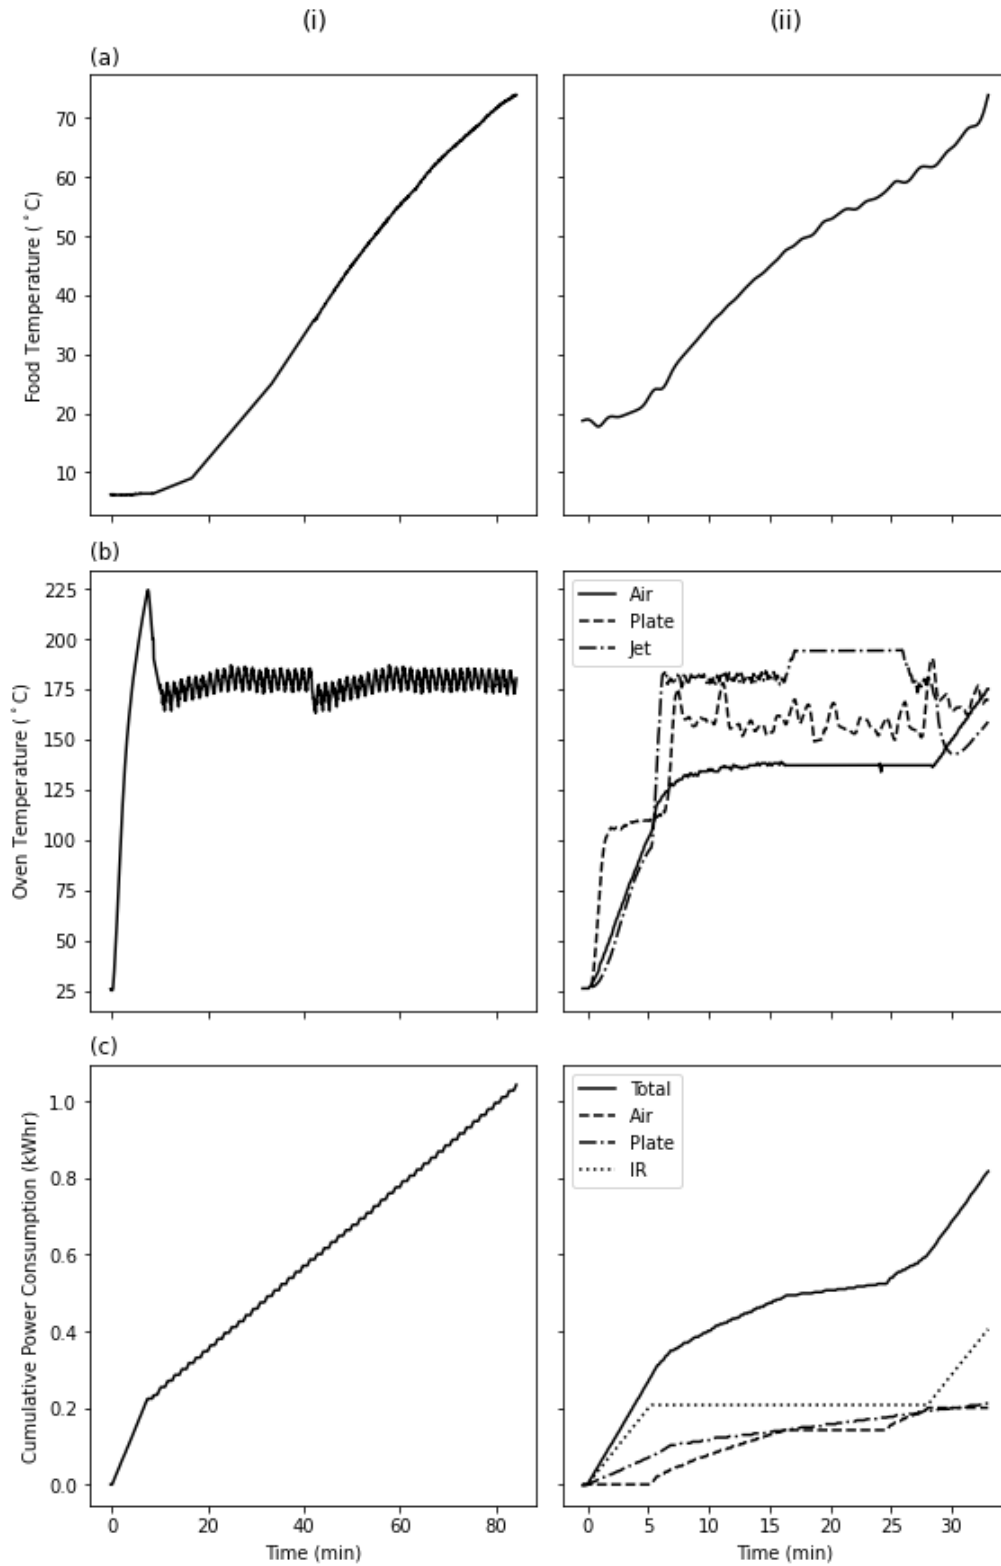 (i)
(ii)
(a)
Food Temperature (˚C)
70
60
50
40
30
20
10
(b)
Oven Temperature (˚C)
225
200
175
150
125
100
75
50
25
Air
Plate
Jet
(c)
Cumulative Power Consumption (kWhr)
1.0
0.8
0.6
0.4
0.2
0.0
Total
Air
Plate
IR
0 20 40 60 80
0 5 10 15 20 25 30
Time (min)
Time (min)